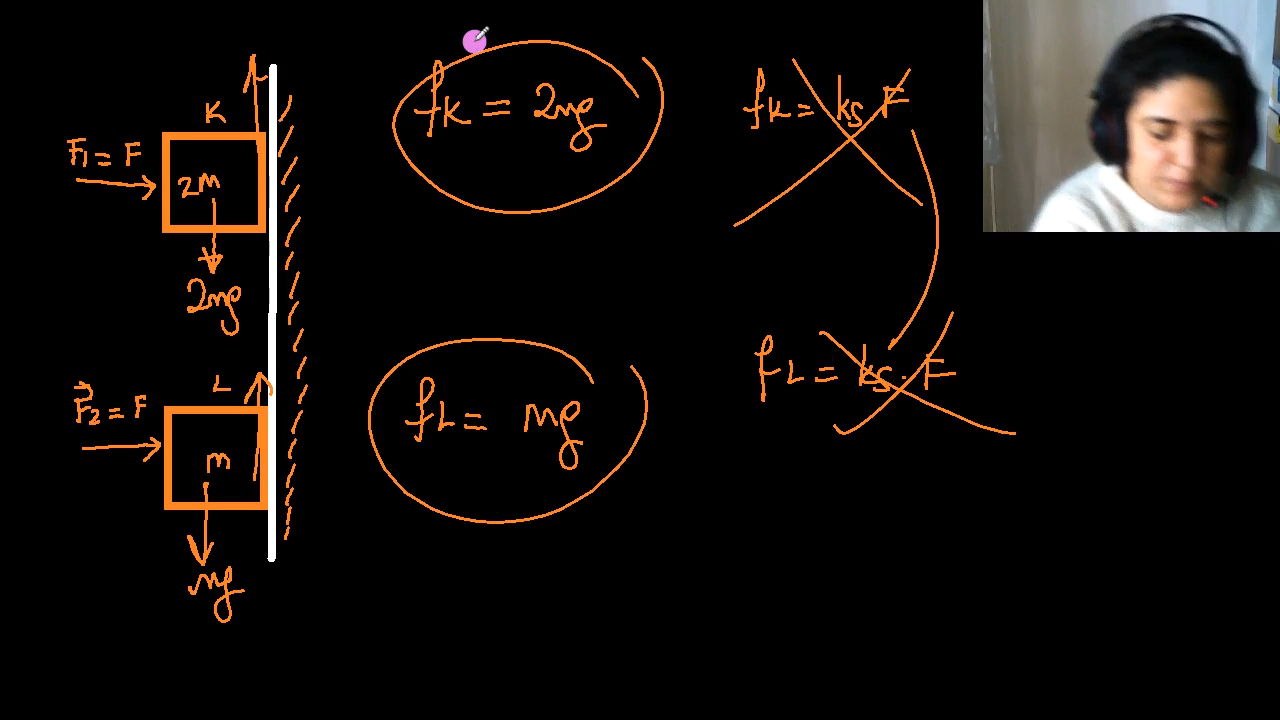 K
F₁ = F
2m
2mg
L
F₂ = F
m
mg
fK = 2mg
fK = ks F
fL = mg
fL = ks . F